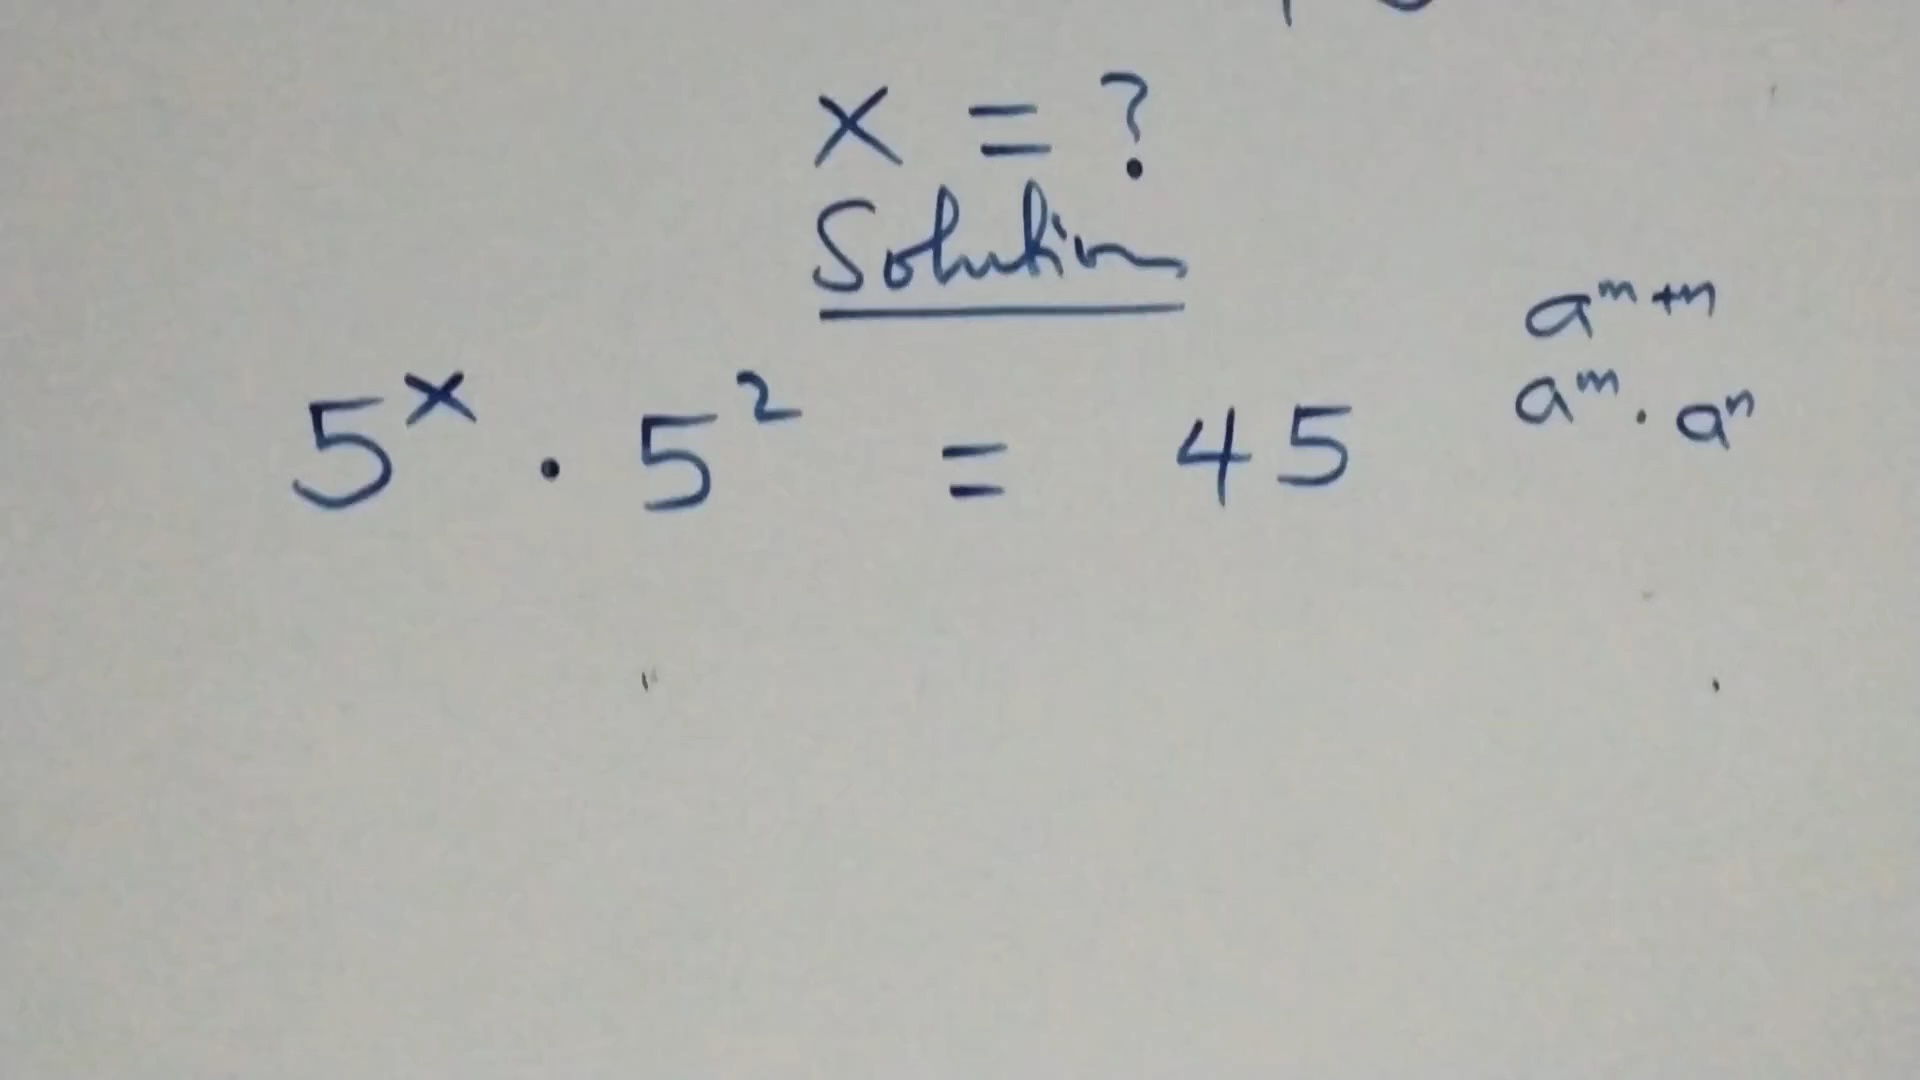 x = ?
Solution
5^x · 5^2 = 45
a^m+n
a^m · a^n